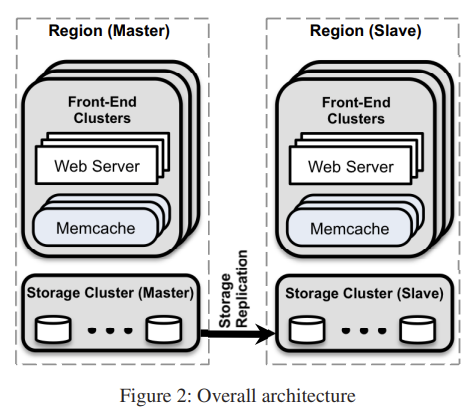 Region (Master)
Front-End
Clusters
Web Server
Memcache
Storage Cluster (Master)
Storage
Replication
Region (Slave)
Front-End
Clusters
Web Server
Memcache
Storage Cluster (Slave)
Figure 2: Overall architecture